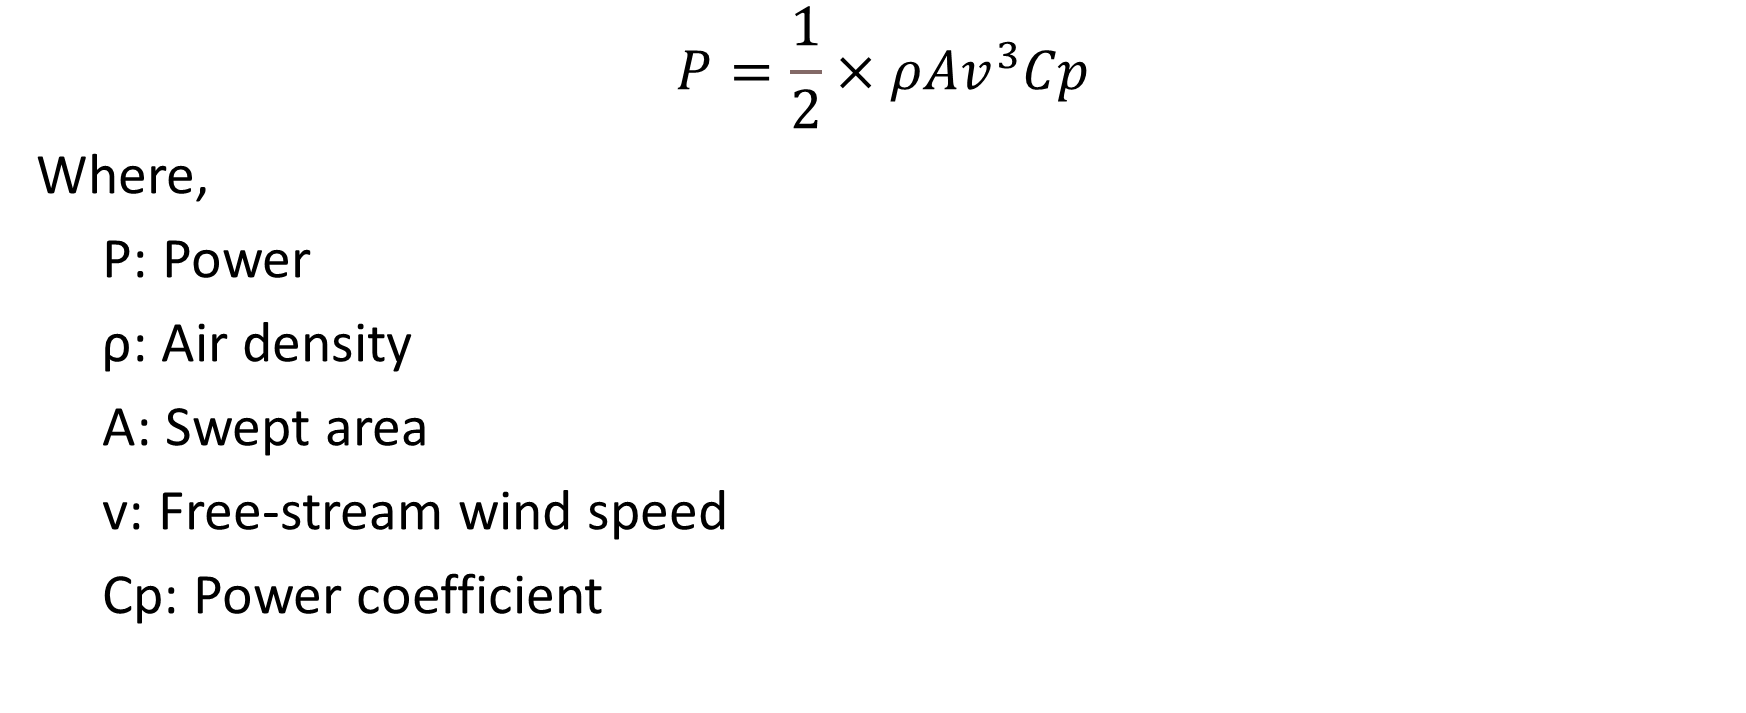 P = 1/2 × ρAv³Cp
Where,
P: Power
ρ: Air density
A: Swept area
v: Free-stream wind speed
Cp: Power coefficient